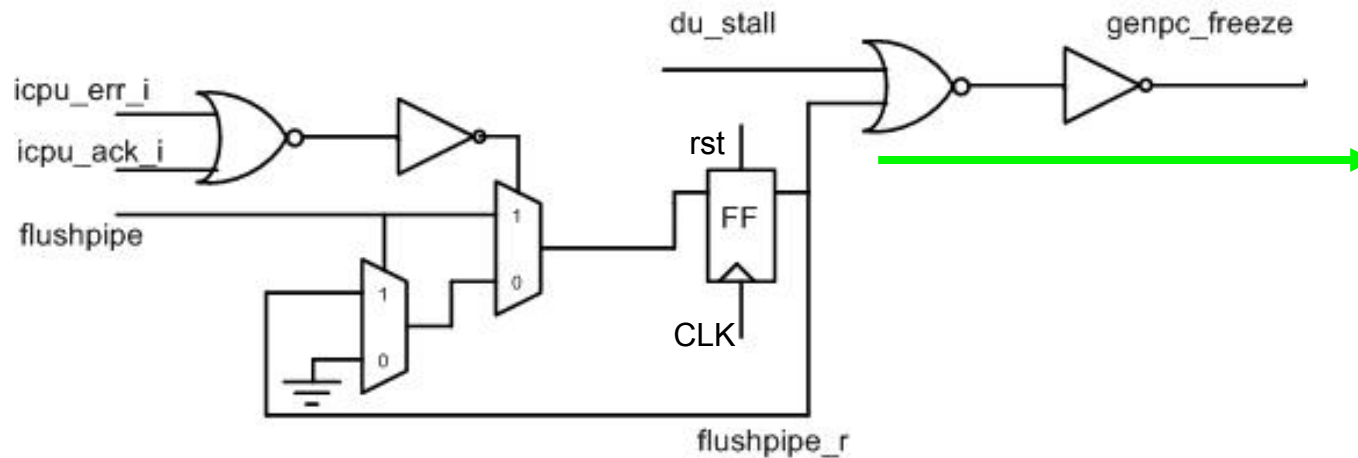 du_stall
genpc_freeze
icpu_err_i
icpu_ack_i
rst
flushpipe
1
0
FF
1
0
CLK
flushpipe_r